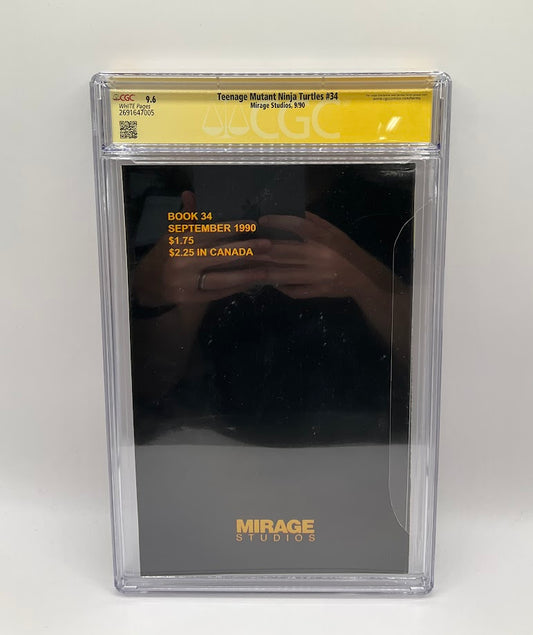 CGC 9.6 Teenage Mutant Ninja Turtles #34
WHITE Pages Mirage Studios, 9/90
2691647005
CGC
BOOK 34
SEPTEMBER 1990
$1.75
$2.25 IN CANADA
MIRAGE
STUDIOS